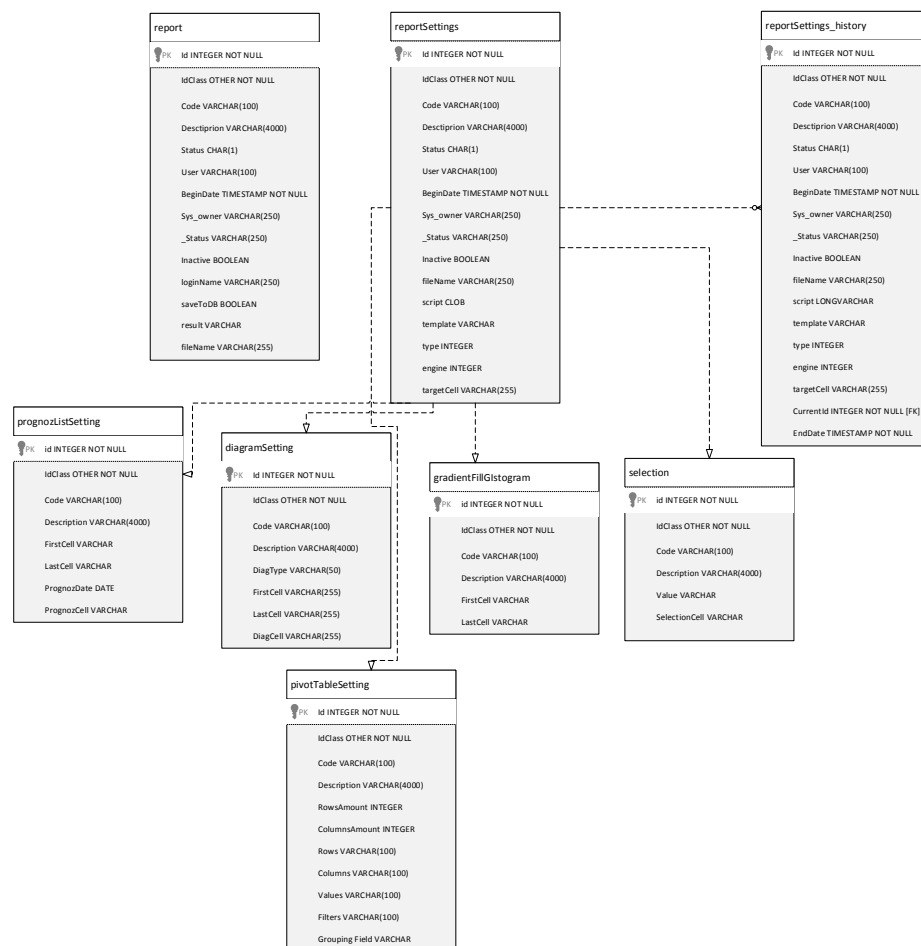 report
PK Id INTEGER NOT NULL
IdClass OTHER NOT NULL
Code VARCHAR(100)
Desctiprion VARCHAR(4000)
Status CHAR(1)
User VARCHAR(100)
BeginDate TIMESTAMP NOT NULL
Sys_owner VARCHAR(250)
_Status VARCHAR(250)
Inactive BOOLEAN
loginName VARCHAR(250)
saveToDB BOOLEAN
result VARCHAR
fileName VARCHAR(255)
reportSettings
PK Id INTEGER NOT NULL
IdClass OTHER NOT NULL
Code VARCHAR(100)
Desctiprion VARCHAR(4000)
Status CHAR(1)
User VARCHAR(100)
BeginDate TIMESTAMP NOT NULL
Sys_owner VARCHAR(250)
_Status VARCHAR(250)
Inactive BOOLEAN
fileName VARCHAR(250)
script CLOB
template VARCHAR
type INTEGER
engine INTEGER
targetCell VARCHAR(255)
reportSettings_history
PK Id INTEGER NOT NULL
IdClass OTHER NOT NULL
Code VARCHAR(100)
Desctiprion VARCHAR(4000)
Status CHAR(1)
User VARCHAR(100)
BeginDate TIMESTAMP NOT NULL
Sys_owner VARCHAR(250)
_Status VARCHAR(250)
Inactive BOOLEAN
fileName VARCHAR(250)
script LONGVARCHAR
template VARCHAR
type INTEGER
engine INTEGER
targetCell VARCHAR(255)
CurrentId INTEGER NOT NULL [FK]
EndDate TIMESTAMP NOT NULL
prognozListSetting
PK id INTEGER NOT NULL
IdClass OTHER NOT NULL
Code VARCHAR(100)
Description VARCHAR(4000)
FirstCell VARCHAR
LastCell VARCHAR
PrognozDate DATE
PrognozCell VARCHAR
diagramSetting
PK Id INTEGER NOT NULL
IdClass OTHER NOT NULL
Code VARCHAR(100)
Description VARCHAR(4000)
DiagType VARCHAR(50)
FirstCell VARCHAR(255)
LastCell VARCHAR(255)
DiagCell VARCHAR(255)
gradientFillGIstogram
PK id INTEGER NOT NULL
IdClass OTHER NOT NULL
Code VARCHAR(100)
Description VARCHAR(4000)
FirstCell VARCHAR
LastCell VARCHAR
selection
PK id INTEGER NOT NULL
IdClass OTHER NOT NULL
Code VARCHAR(100)
Description VARCHAR(4000)
Value VARCHAR
SelectionCell VARCHAR
pivotTableSetting
PK Id INTEGER NOT NULL
IdClass OTHER NOT NULL
Code VARCHAR(100)
Description VARCHAR(4000)
RowsAmount INTEGER
ColumnsAmount INTEGER
Rows VARCHAR(100)
Columns VARCHAR(100)
Values VARCHAR(100)
Filters VARCHAR(100)
Grouping Field VARCHAR